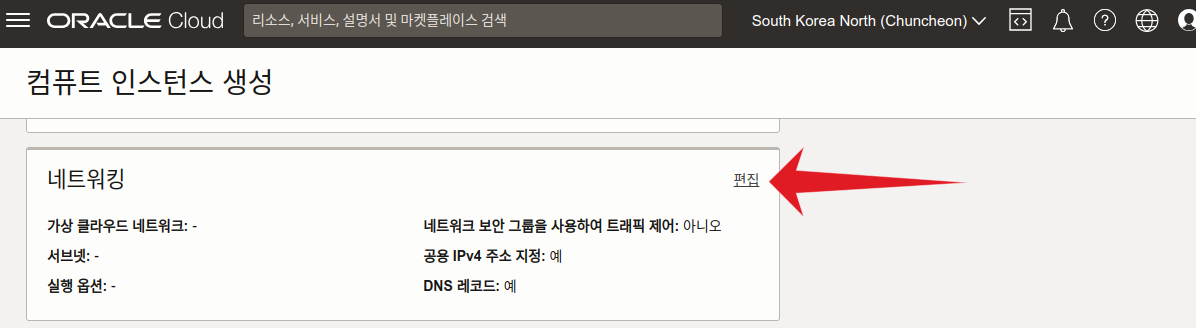 ORACLE Cloud
리소스, 서비스, 설명서 및 마켓플레이스 검색
South Korea North (Chuncheon)
컴퓨트 인스턴스 생성
네트워킹
편집
가상 클라우드 네트워크: -
네트워크 보안 그룹을 사용하여 트래픽 제어: 아니오
서브넷: -
공용 IPv4 주소 지정: 예
실행 옵션: -
DNS 레코드: 예